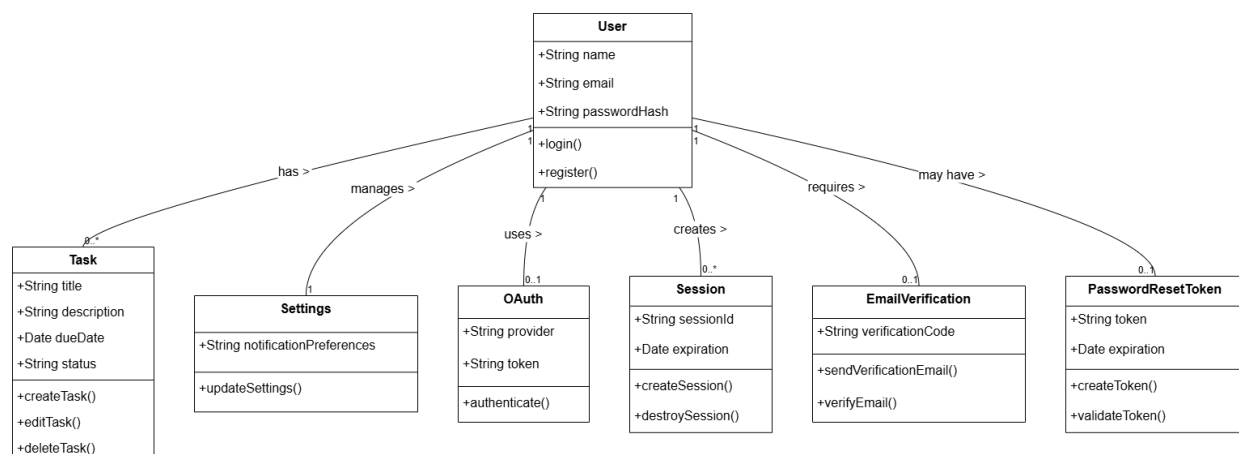 User
+String name
+String email
+String passwordHash
+login()
+register()
1
1
1
1
1
1
has >
manages >
uses >
creates >
requires >
may have >
0..*
1
0..1
0..*
0..1
0..1
Task
+String title
+String description
+Date dueDate
+String status
+createTask()
+editTask()
+deleteTask()
Settings
+String notificationPreferences
+updateSettings()
OAuth
+String provider
+String token
+authenticate()
Session
+String sessionId
+Date expiration
+createSession()
+destroySession()
EmailVerification
+String verificationCode
+sendVerificationEmail()
+verifyEmail()
PasswordResetToken
+String token
+Date expiration
+createToken()
+validateToken()